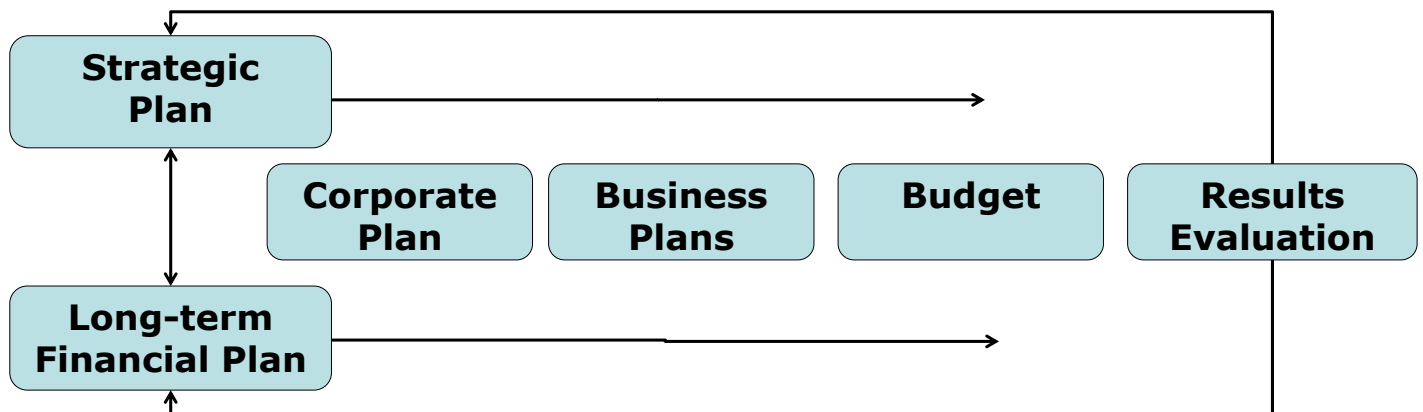 Strategic
Plan
Corporate
Plan
Business
Plans
Budget
Results
Evaluation
Long-term
Financial Plan